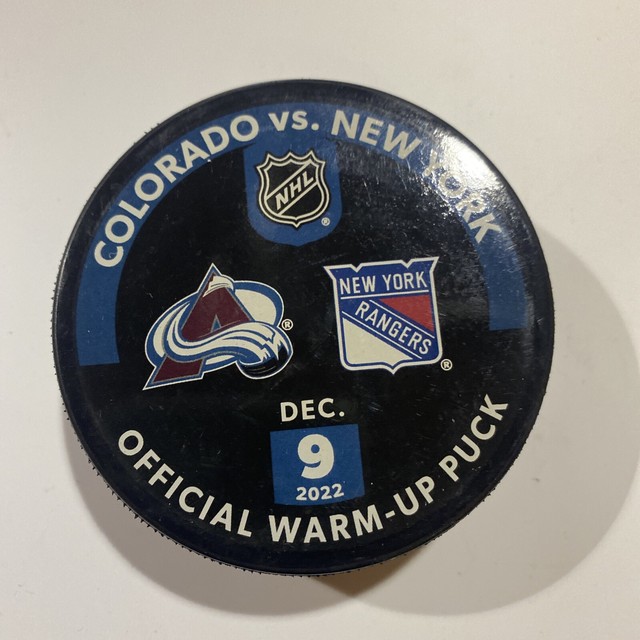 COLORADO vs. NEW YORK
NHL
®
®
NEW YORK
RANGERS
®
DEC.
9
2022
OFFICIAL WARM-UP PUCK